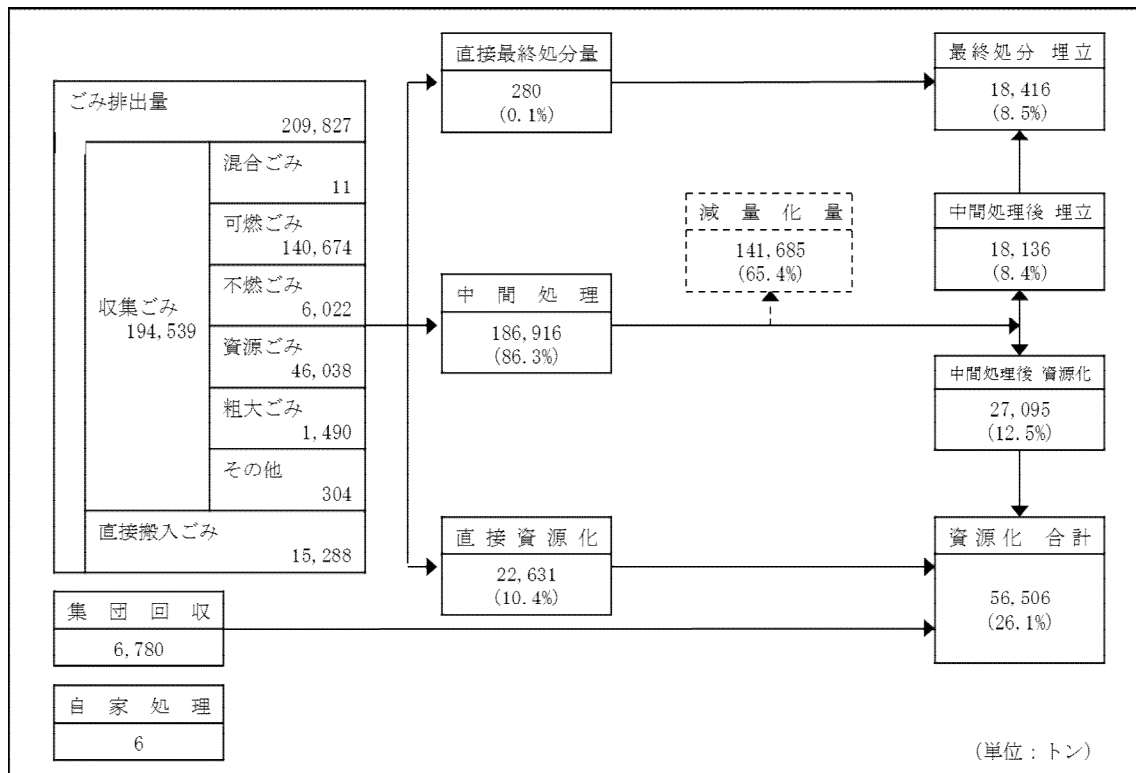 ごみ排出量
209,827
収集ごみ
194,539
混合ごみ
11
可燃ごみ
140,674
不燃ごみ
6,022
資源ごみ
46,038
粗大ごみ
1,490
その他
304
直接搬入ごみ
15,288
集団回収
6,780
自家処理
6
直接最終処分量
280
(0.1%)
中間処理
186,916
(86.3%)
直接資源化
22,631
(10.4%)
減量化量
141,685
(65.4%)
最終処分 埋立
18,416
(8.5%)
中間処理後 埋立
18,136
(8.4%)
中間処理後 資源化
27,095
(12.5%)
資源化 合計
56,506
(26.1%)
(単位：トン)